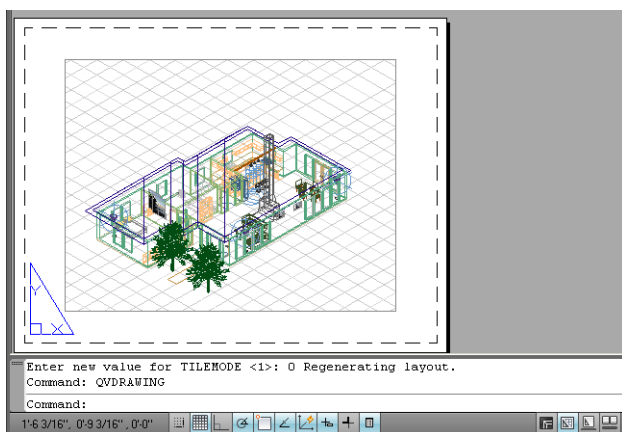 Y
X
Enter new value for TILEMODE <1>: 0 Regenerating layout.
Command: QVDRAWING
Command:
1'-6 3/16", 0'-9 3/16", 0'-0"